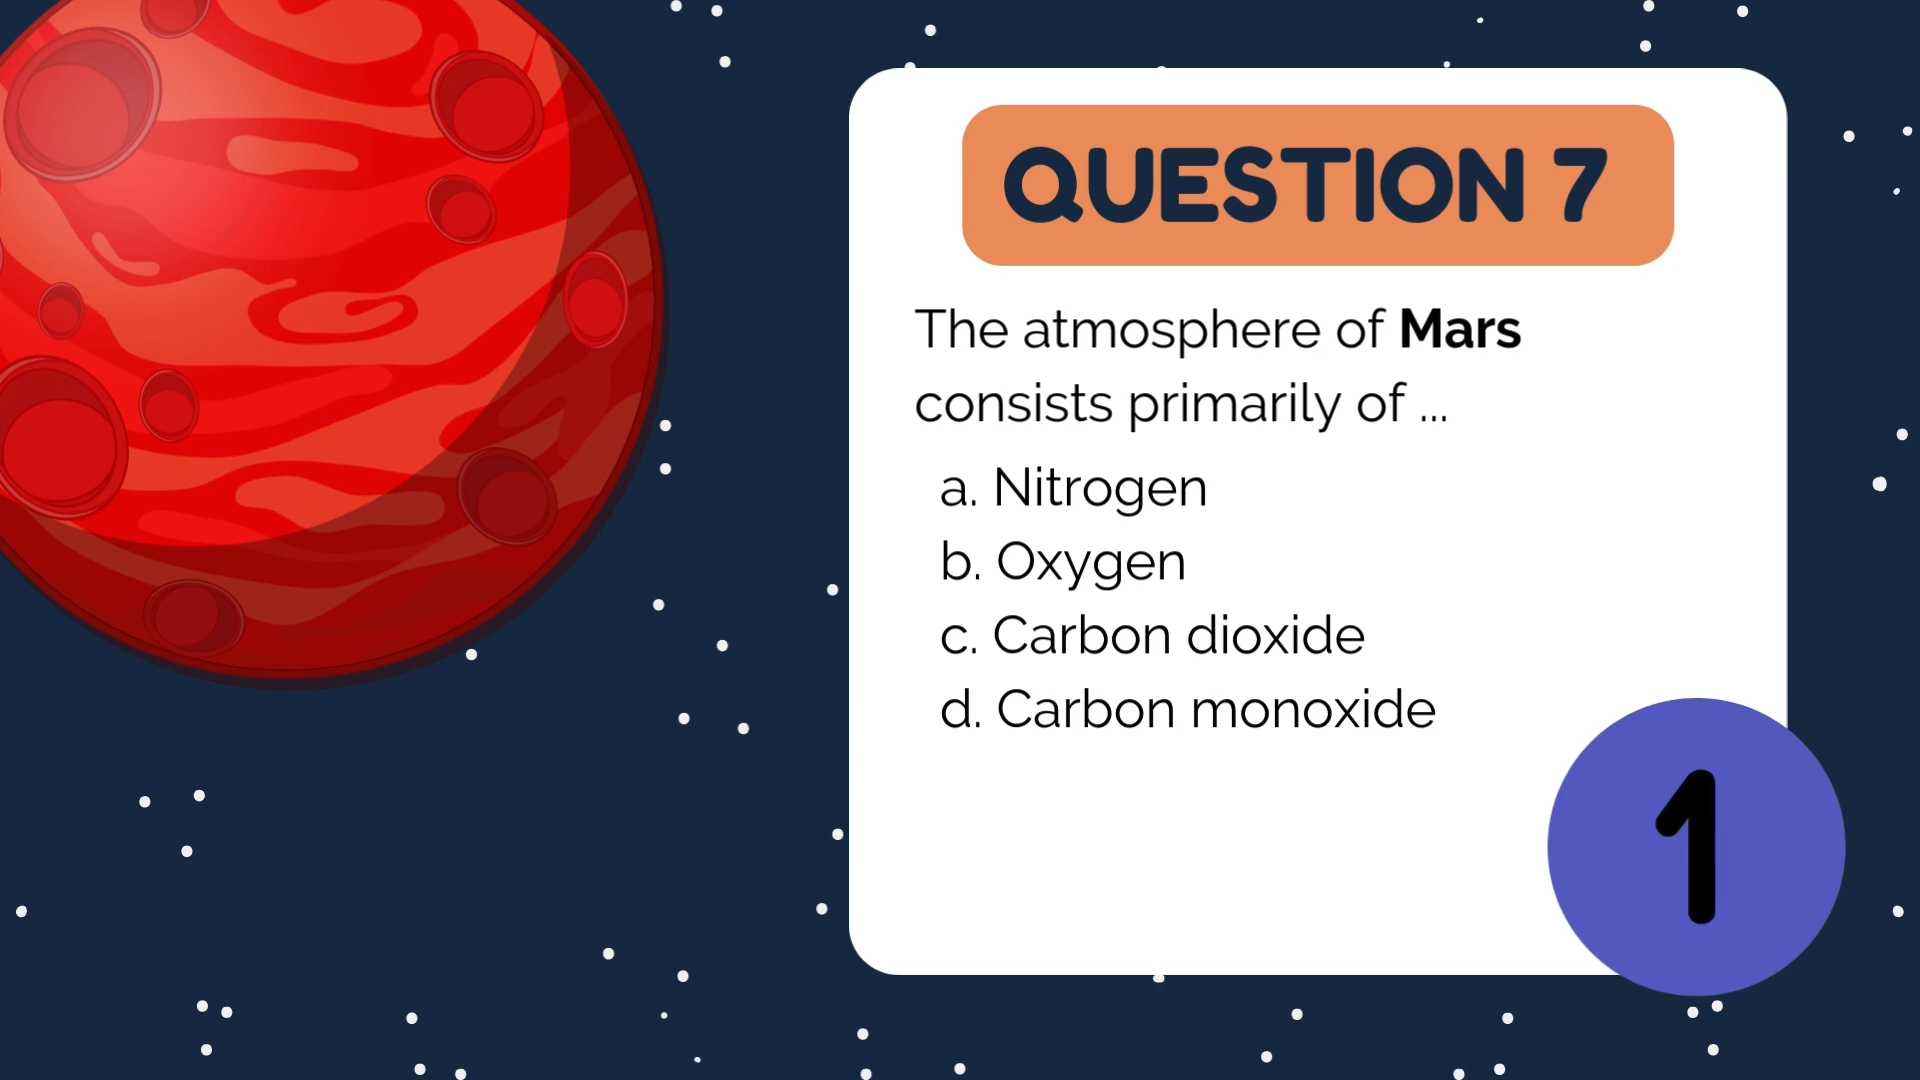 QUESTION 7
The atmosphere of Mars
consists primarily of ...
a. Nitrogen
b. Oxygen
c. Carbon dioxide
d. Carbon monoxide
1